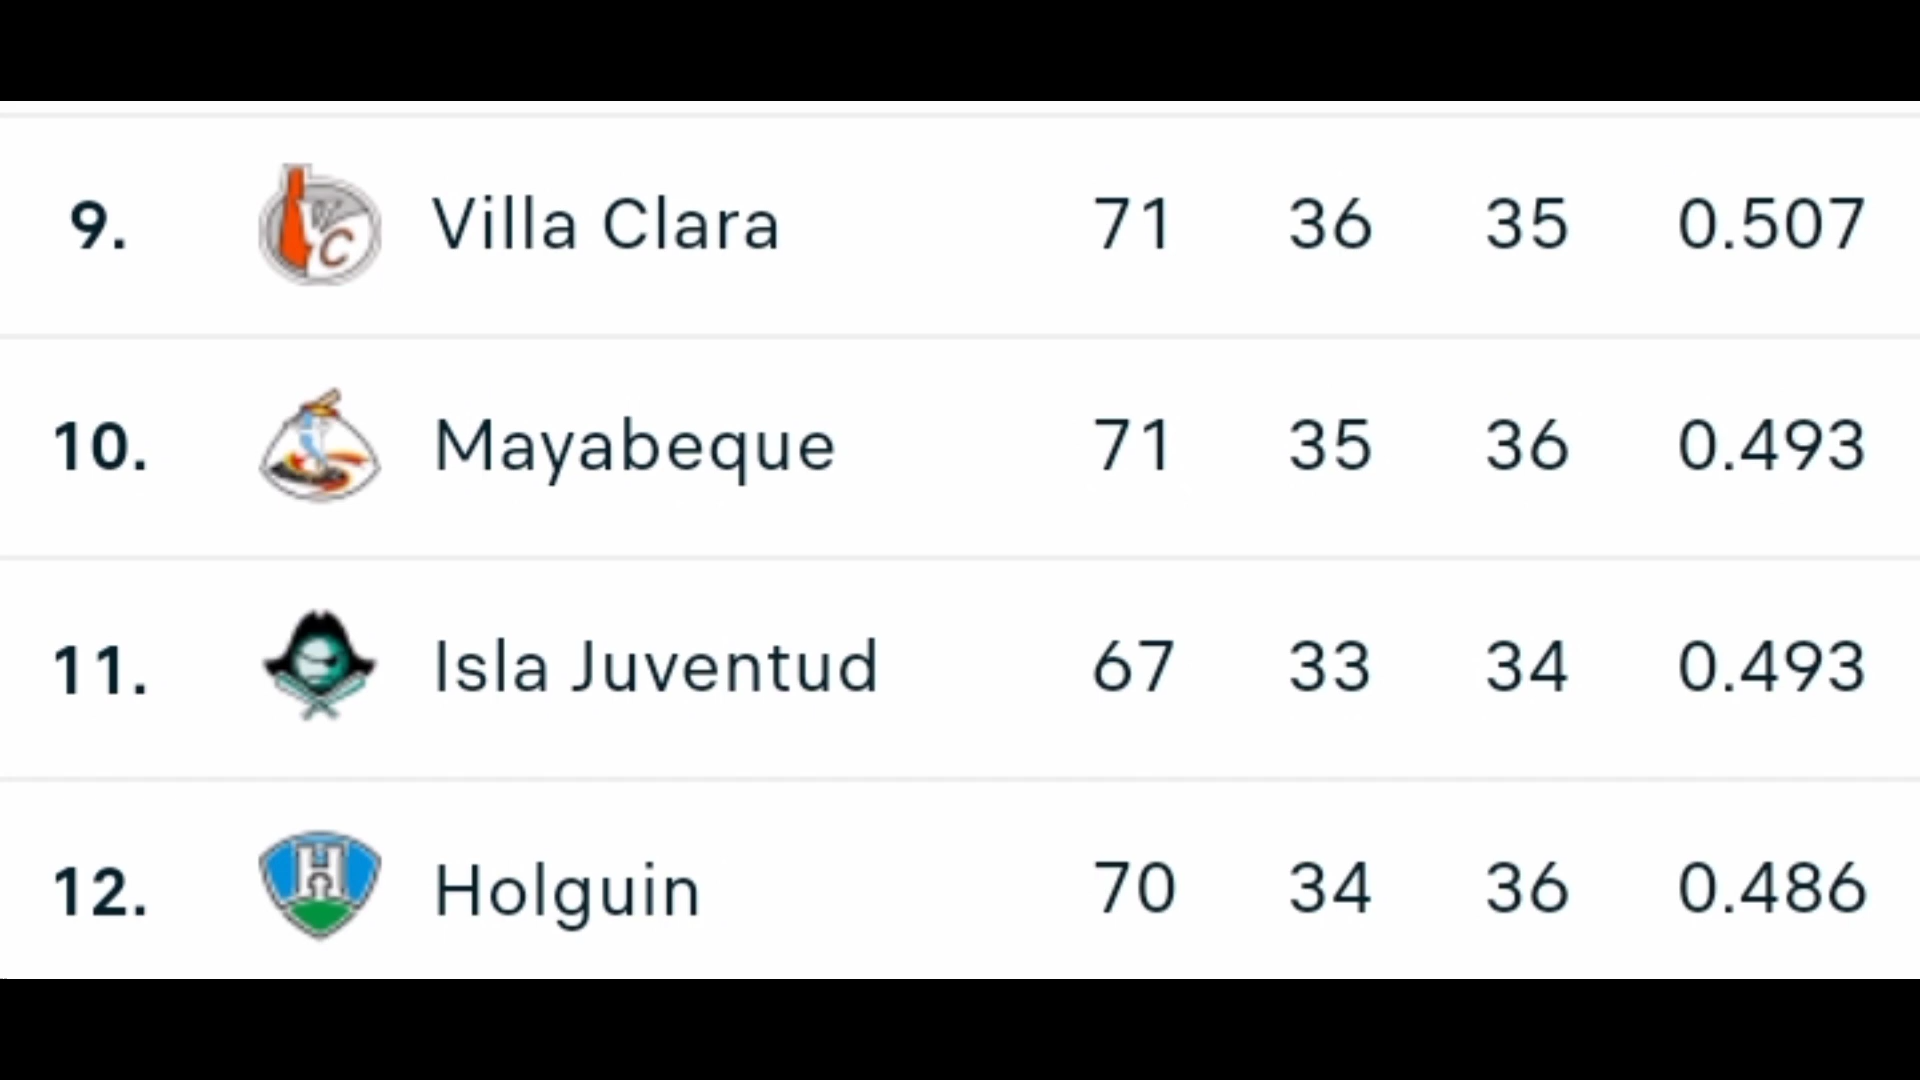 9. VC Villa Clara 71 36 35 0.507
10. Mayabeque 71 35 36 0.493
11. Isla Juventud 67 33 34 0.493
12. H Holguin 70 34 36 0.486